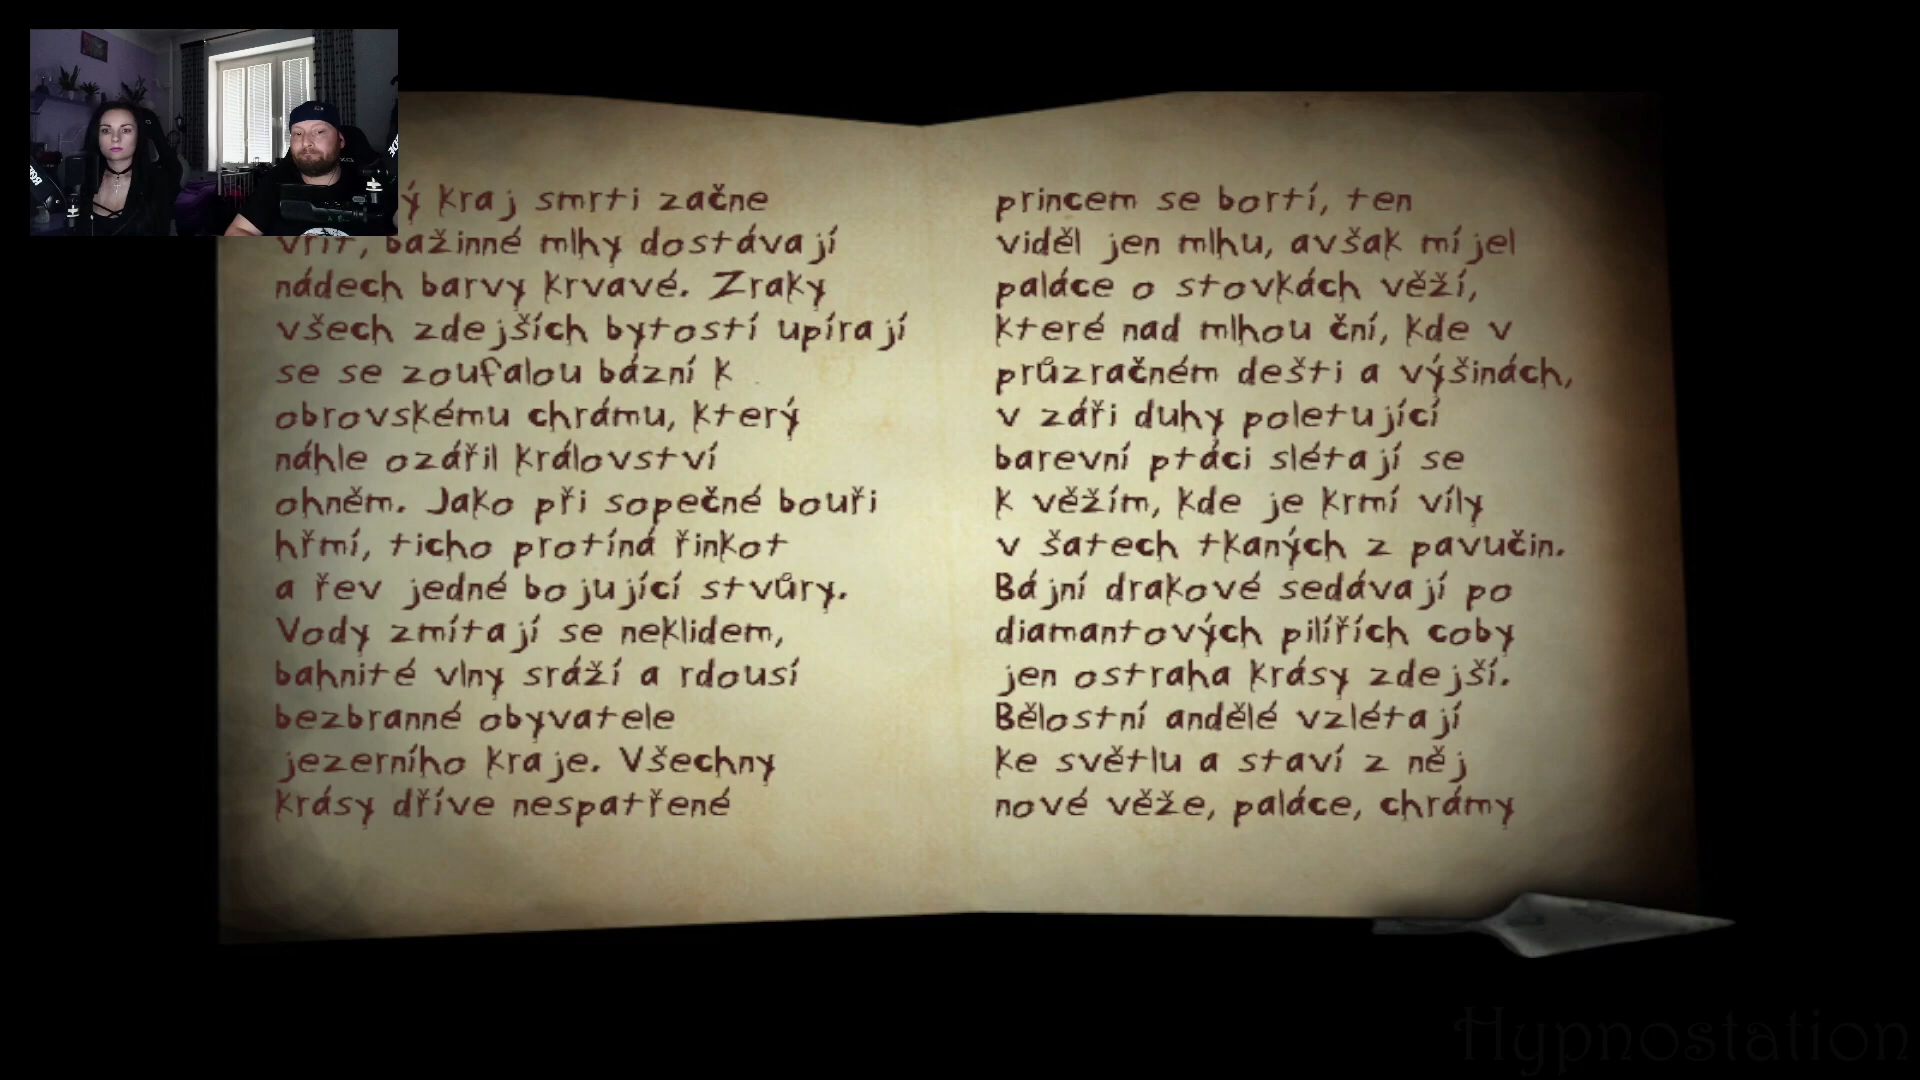 kraj smrti začne
vřít, bažinné mlhy dostávají
nádech barvy krvavé. Zraky
všech zdejších bytostí upírají
se se zoufalou bázní k
obrovskému chrámu, který
náhle ozářil království
ohněm. Jako při sopečné bouři
hřmí, ticho protíná řinkot
a řev jedné bojující stvůry.
Vody zmítají se neklidem,
bahnité vlny sráží a rdousí
bezbranné obyvatele
jezerního kraje. Všechny
krásy dříve nespatřené
princem se bortí, ten
viděl jen mlhu, avšak míjel
paláce o stovkách věží,
které nad mlhou ční, kde v
průzračném dešti a výšinách,
v záři duhy poletující
barevní ptáci slétají se
k věžím, kde je krmí víly
v šatech tkaných z pavučin.
Bájní drakové sedávají po
diamantových pilířích coby
jen ostraha krásy zdejší.
Bělostní andělé vzlétají
ke světlu a staví z něj
nové věže, paláce, chrámy
Hypnostation